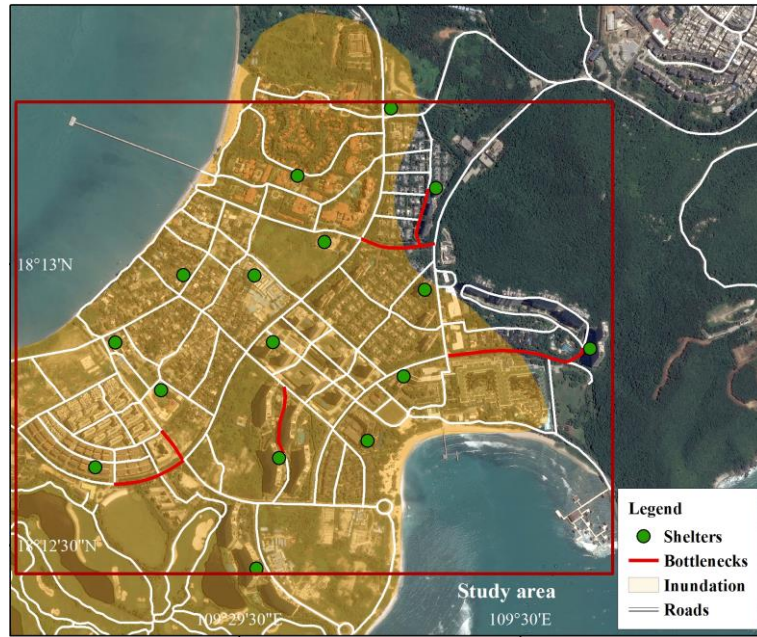 18°13'N
18°12'30"N
109°29'30"E
109°30'E
Study area
Legend
Shelters
Bottlenecks
Inundation
Roads